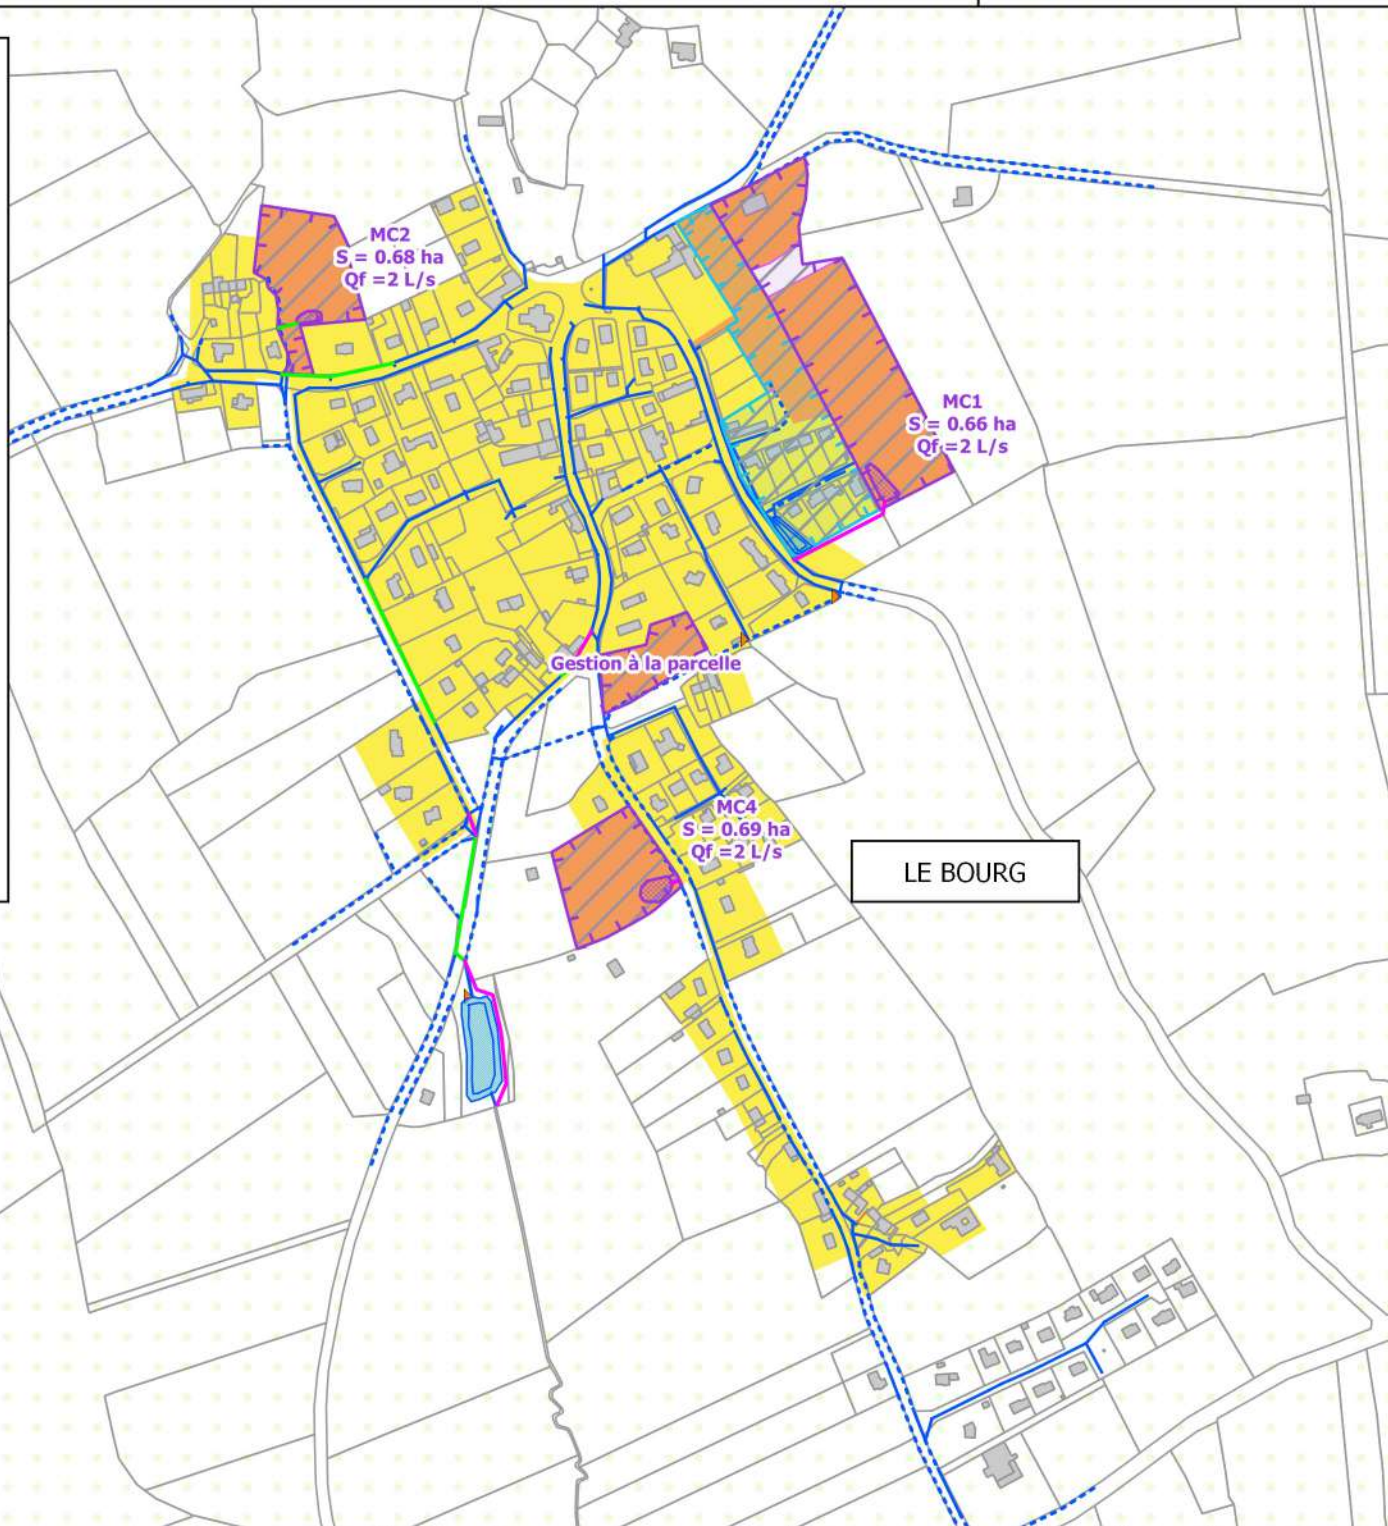 MC2
S = 0.68 ha
Qf =2 L/s
MC1
S = 0.66 ha
Qf =2 L/s
Gestion à la parcelle
MC4
S = 0.69 ha
Qf =2 L/s
LE BOURG